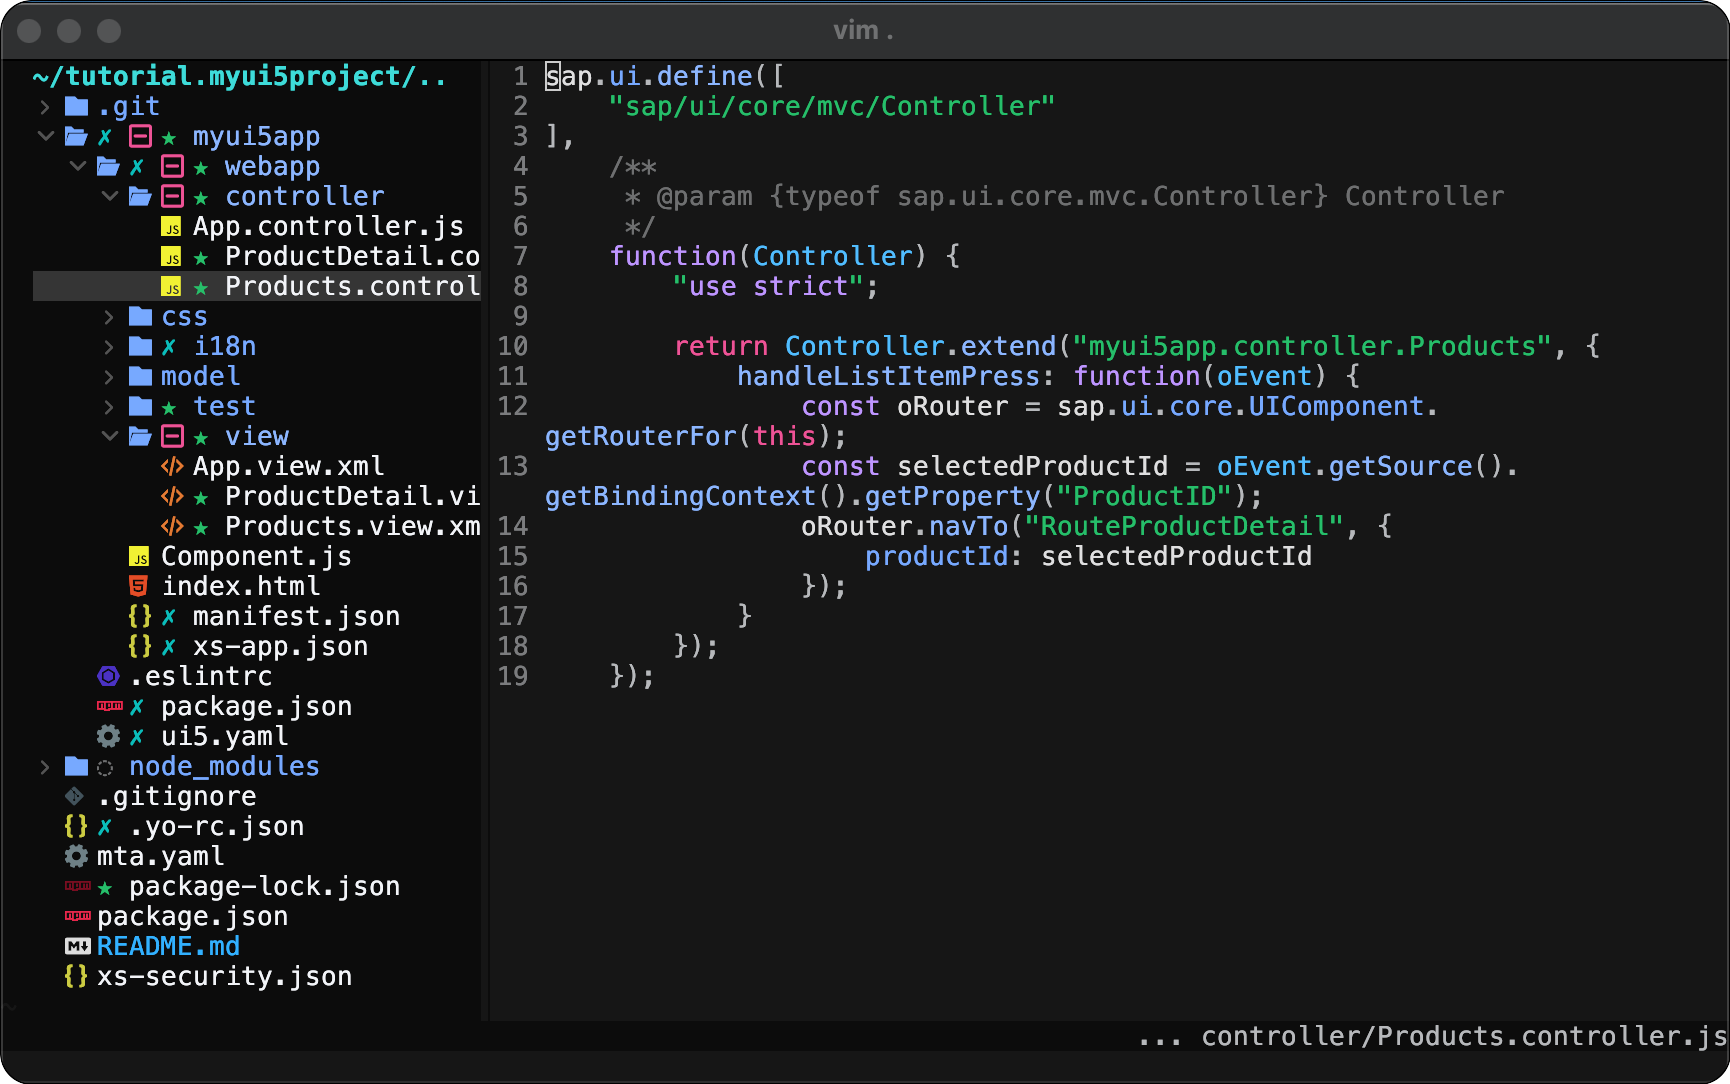 vim .
~/tutorial.myui5project/..
.git
myui5app
webapp
controller
App.controller.js
ProductDetail.co
Products.control
css
i18n
model
test
view
App.view.xml
ProductDetail.vi
Products.view.xm
Component.js
index.html
manifest.json
xs-app.json
.eslintrc
package.json
ui5.yaml
node_modules
.gitignore
.yo-rc.json
mta.yaml
package-lock.json
package.json
README.md
xs-security.json
~
1 sap.ui.define([
2     "sap/ui/core/mvc/Controller"
3 ],
4     /**
5      * @param {typeof sap.ui.core.mvc.Controller} Controller
6      */
7     function(Controller) {
8         "use strict";
9
10         return Controller.extend("myui5app.controller.Products", {
11             handleListItemPress: function(oEvent) {
12                 const oRouter = sap.ui.core.UIComponent.
getRouterFor(this);
13                 const selectedProductId = oEvent.getSource().
getBindingContext().getProperty("ProductID");
14                 oRouter.navTo("RouteProductDetail", {
15                     productId: selectedProductId
16                 });
17             }
18         });
19     });
... controller/Products.controller.js